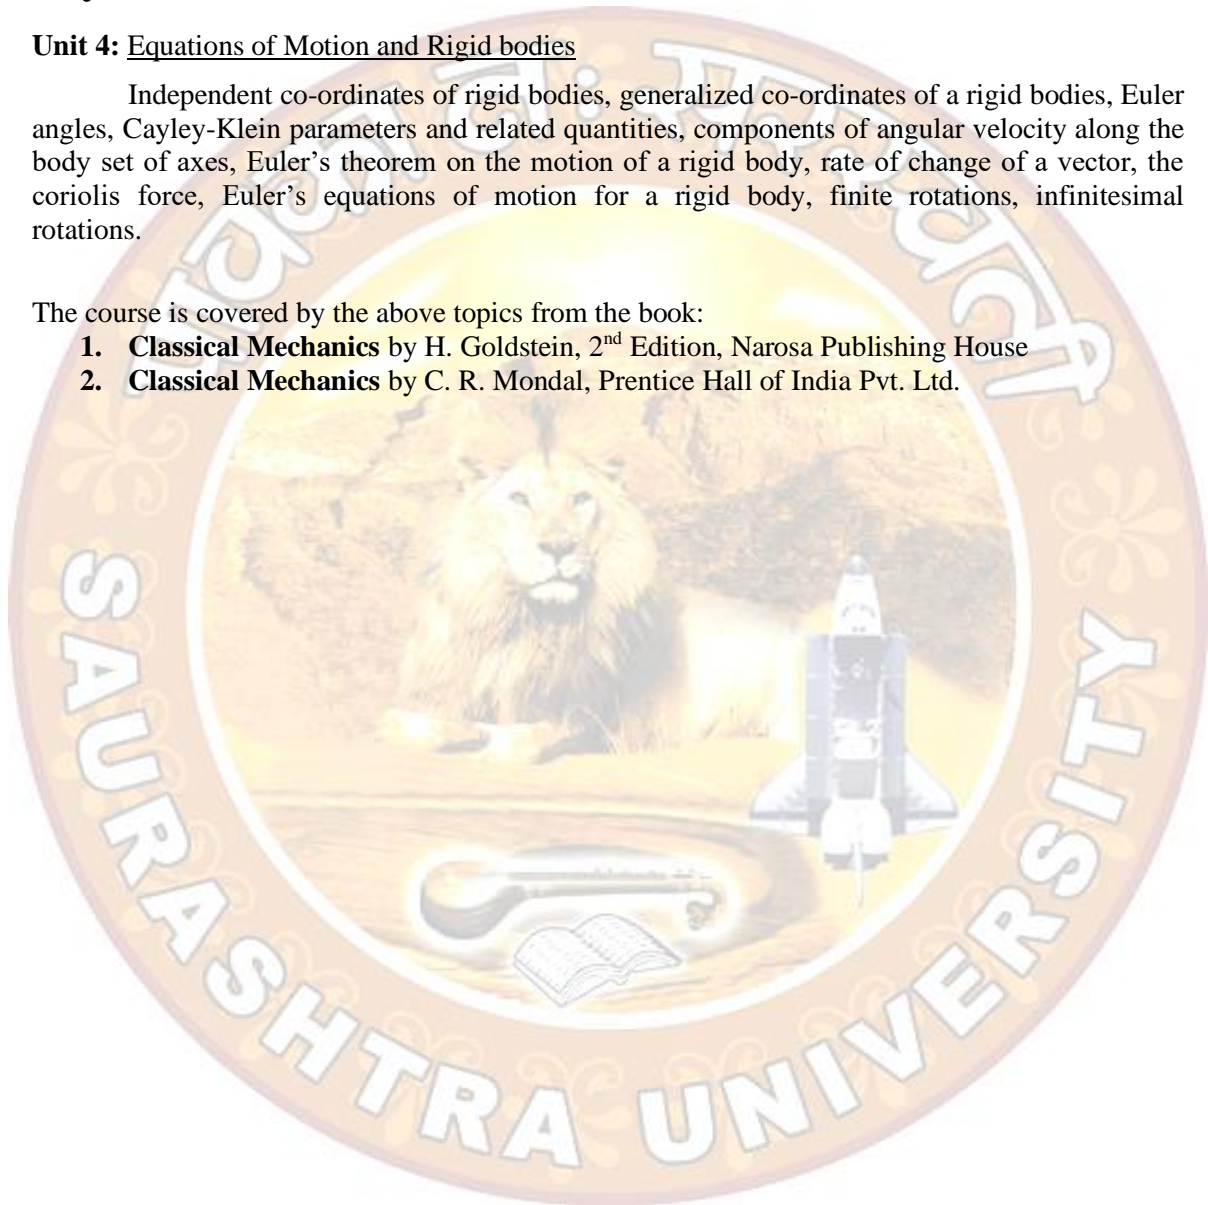 Unit 4: Equations of Motion and Rigid bodies
Independent co-ordinates of rigid bodies, generalized co-ordinates of a rigid bodies, Euler
angles, Cayley-Klein parameters and related quantities, components of angular velocity along the
body set of axes, Euler’s theorem on the motion of a rigid body, rate of change of a vector, the
coriolis force, Euler’s equations of motion for a rigid body, finite rotations, infinitesimal
rotations.
The course is covered by the above topics from the book:
1. Classical Mechanics by H. Goldstein, 2nd Edition, Narosa Publishing House
2. Classical Mechanics by C. R. Mondal, Prentice Hall of India Pvt. Ltd.
SAURASHTRA UNIVERSITY